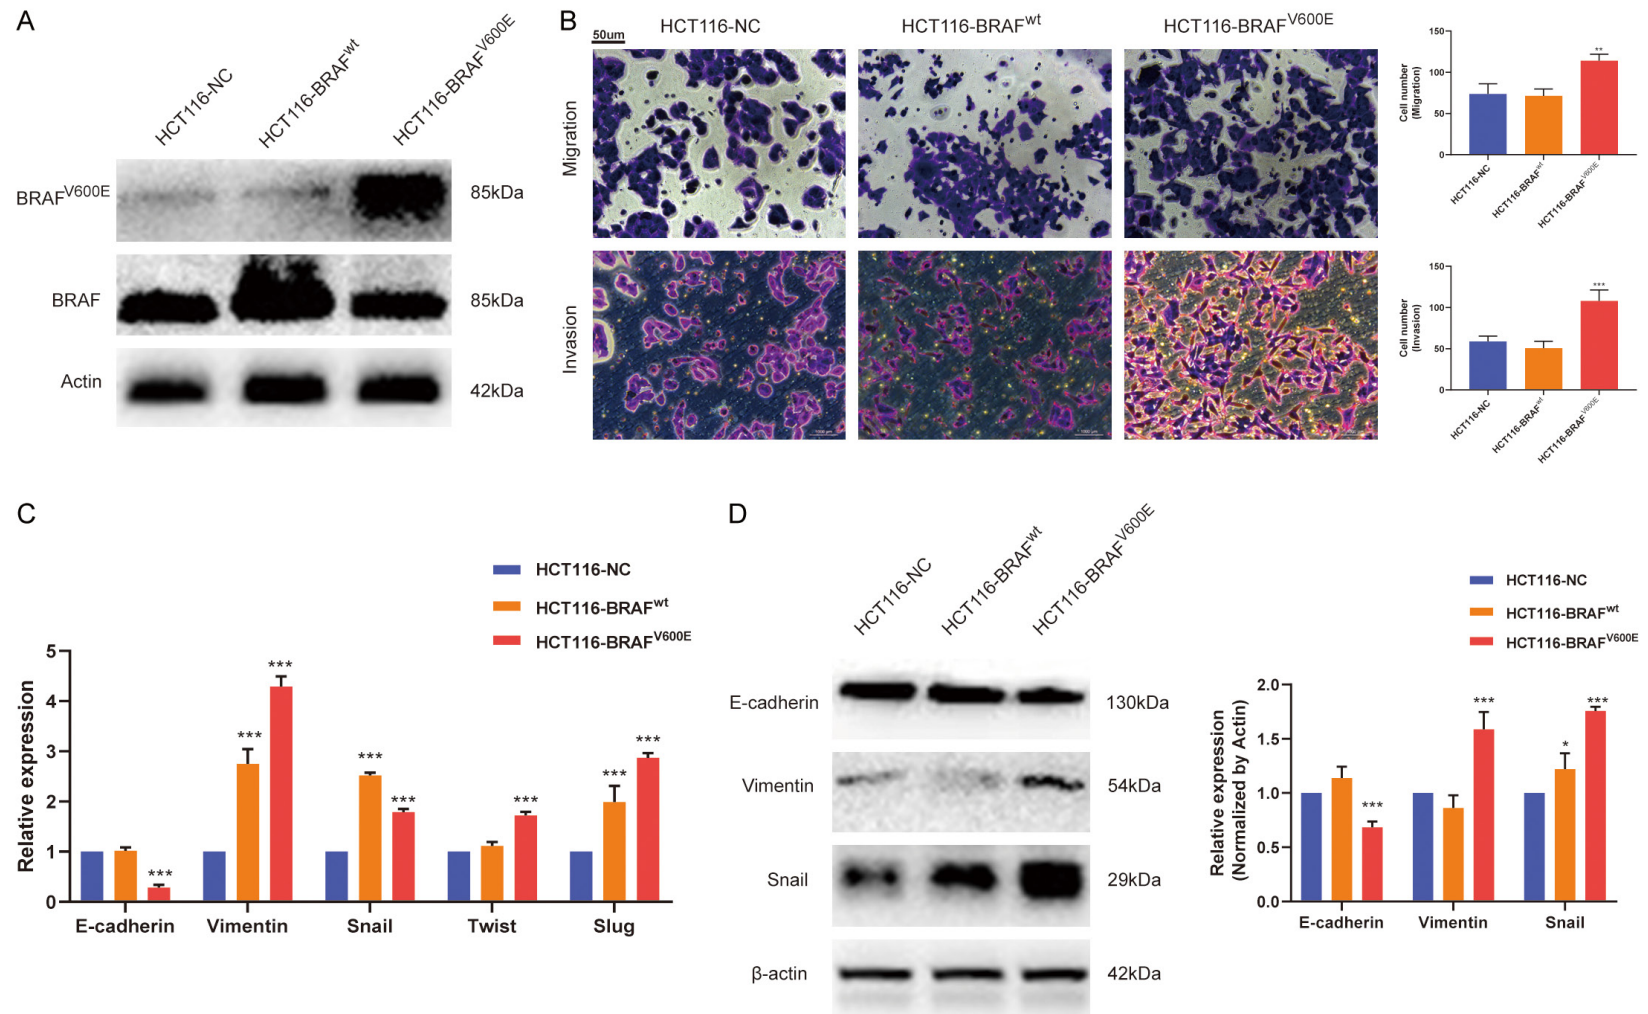 A
HCT116-NC
HCT116-BRAFwt
HCT116-BRAFV600E
BRAFV600E
85kDa
BRAF
85kDa
Actin
42kDa
B
50um
HCT116-NC
HCT116-BRAFwt
HCT116-BRAFV600E
Migration
Invasion
Cell number
(Migration)
150
100
50
0
**
HCT116-NC
HCT116-BRAFwt
HCT116-BRAFV600E
Cell number
(Invasion)
150
100
50
0
***
HCT116-NC
HCT116-BRAFwt
HCT116-BRAFV600E
C
HCT116-NC
HCT116-BRAFwt
HCT116-BRAFV600E
Relative expression
5
4
3
2
1
0
***
***
***
***
***
***
***
***
E-cadherin
Vimentin
Snail
Twist
Slug
D
HCT116-NC
HCT116-BRAFwt
HCT116-BRAFV600E
E-cadherin
130kDa
Vimentin
54kDa
Snail
29kDa
β-actin
42kDa
HCT116-NC
HCT116-BRAFwt
HCT116-BRAFV600E
Relative expression
(Normalized by Actin)
2.0
1.5
1.0
0.5
0.0
***
***
*
***
E-cadherin
Vimentin
Snail